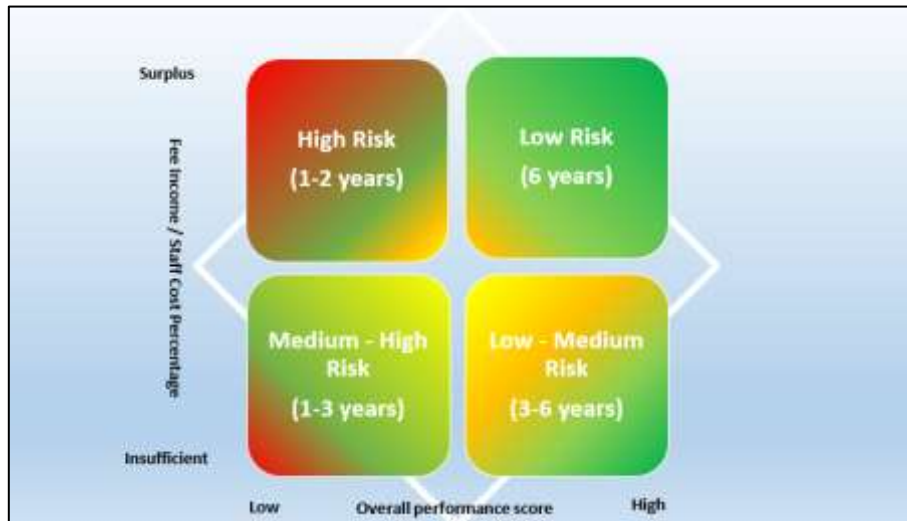 Surplus
Fee Income / Staff Cost Percentage
High Risk
(1-2 years)
Low Risk
(6 years)
Medium - High
Risk
(1-3 years)
Low - Medium
Risk
(3-6 years)
Insufficient
Low
Overall performance score
High